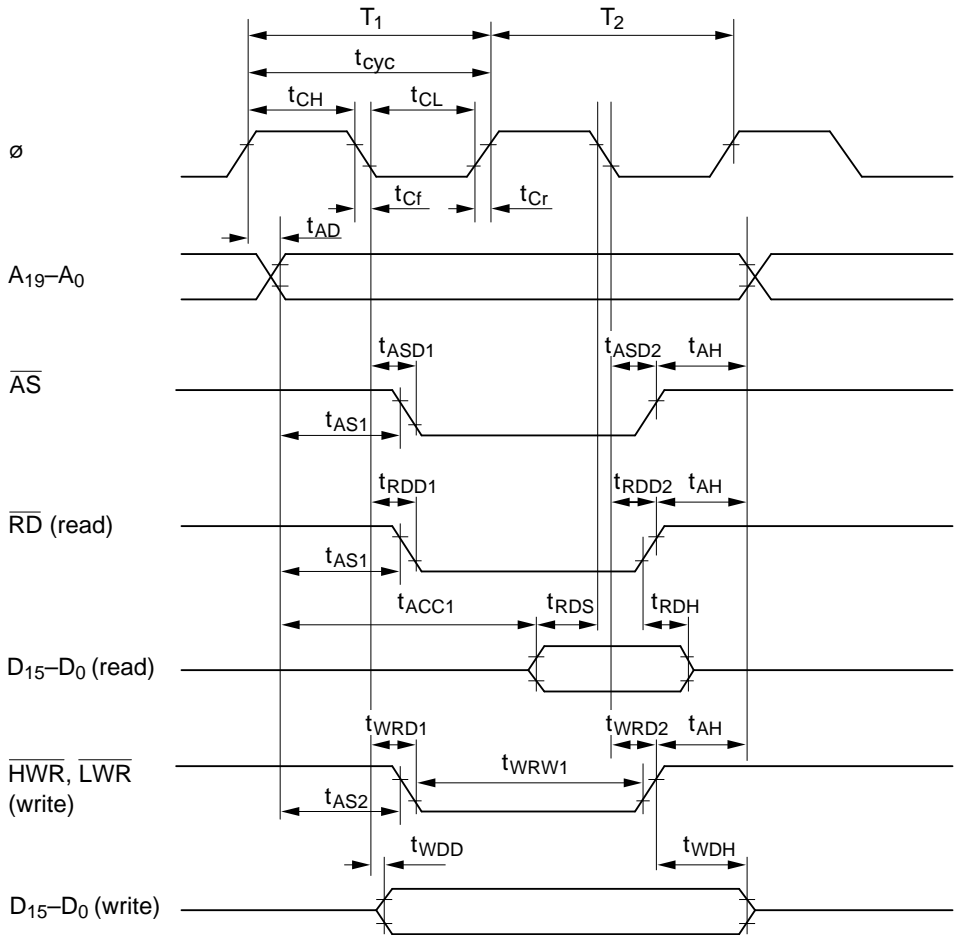 T1 T2
tcyc
tCH tCL
ø
tCf tCr
tAD
A19–A0
tASD1 tASD2 tAH
AS
tAS1
tRDD1 tRDD2 tAH
RD (read)
tAS1
tACC1 tRDS tRDH
D15–D0 (read)
tWRD1 tWRD2 tAH
HWR, LWR
tWRW1
(write)
tAS2
tWDD tWDH
D15–D0 (write)